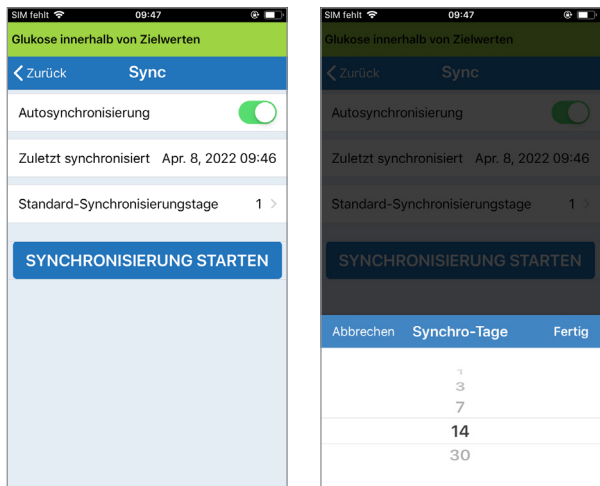 SIM fehlt 09:47
Glukose innerhalb von Zielwerten
Zurück Sync
Autosynchronisierung
Zuletzt synchronisiert Apr. 8, 2022 09:46
Standard-Synchronisierungstage 1
SYNCHRONISIERUNG STARTEN
SIM fehlt 09:47
Glukose innerhalb von Zielwerten
Zurück Sync
Autosynchronisierung
Zuletzt synchronisiert Apr. 8, 2022 09:46
Standard-Synchronisierungstage 1
SYNCHRONISIERUNG STARTEN
Abbrechen Synchro-Tage Fertig
1
3
7
14
30